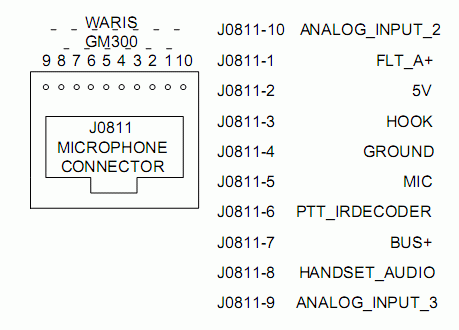 WARIS
GM300
9 8 7 6 5 4 3 2 1 10
J0811
MICROPHONE
CONNECTOR
J0811-10 ANALOG_INPUT_2
J0811-1 FLT_A+
J0811-2 5V
J0811-3 HOOK
J0811-4 GROUND
J0811-5 MIC
J0811-6 PTT_IRDECODER
J0811-7 BUS+
J0811-8 HANDSET_AUDIO
J0811-9 ANALOG_INPUT_3